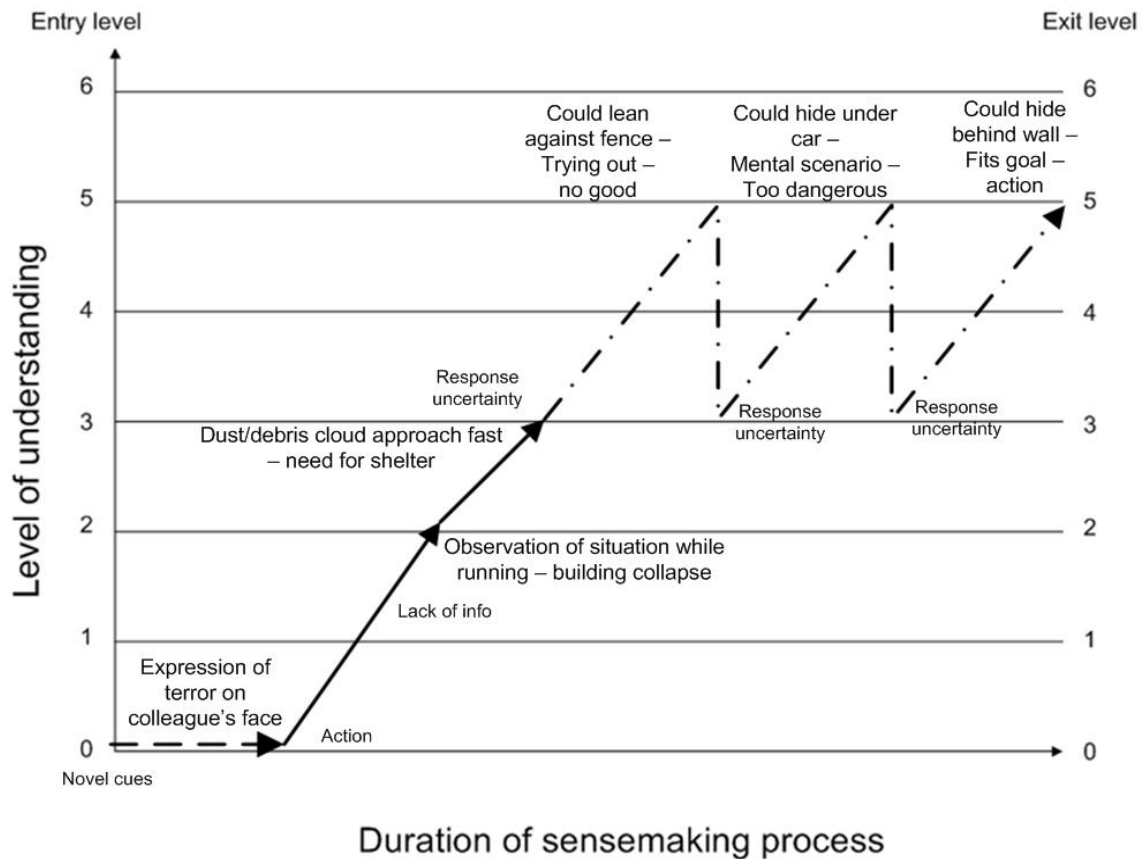 Entry level
Exit level
6
6
Could lean
against fence –
Trying out –
no good
Could hide under
car –
Mental scenario –
Too dangerous
Could hide
behind wall –
Fits goal –
action
5
5
Level of understanding
4
4
Response
uncertainty
3
3
Response
uncertainty
Response
uncertainty
Dust/debris cloud approach fast
– need for shelter
2
2
Observation of situation while
running – building collapse
Lack of info
1
1
Expression of
terror on
colleague's face
Action
0
0
Novel cues
Duration of sensemaking process